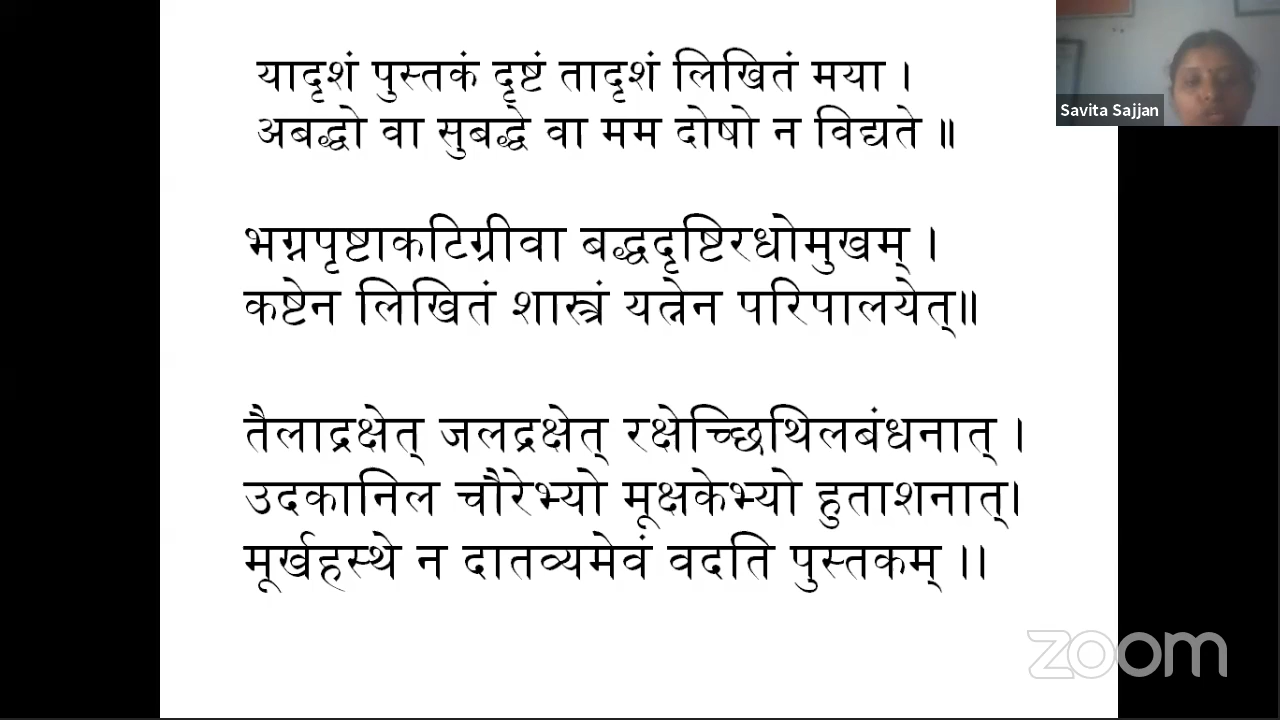 यादृशं पुस्तकं दृष्टं तादृशं लिखितं मया ।
अबद्धो वा सुबद्धे वा मम दोषो न विद्यते ॥
भग्नपृष्टाकटिग्रीवा बद्धदृष्टिरधोमुखम् ।
कष्टेन लिखितं शास्त्रं यत्नेन परिपालयेत्॥
तैलाद्रक्षेत् जलद्रक्षेत् रक्षेच्छिथिलबंधनात् ।
उदकानिल चौरेभ्यो मूक्षकेभ्यो हुताशनात्।
मूर्खहस्थे न दातव्यमेवं वदति पुस्तकम् ।।
Savita Sajjan
zoom